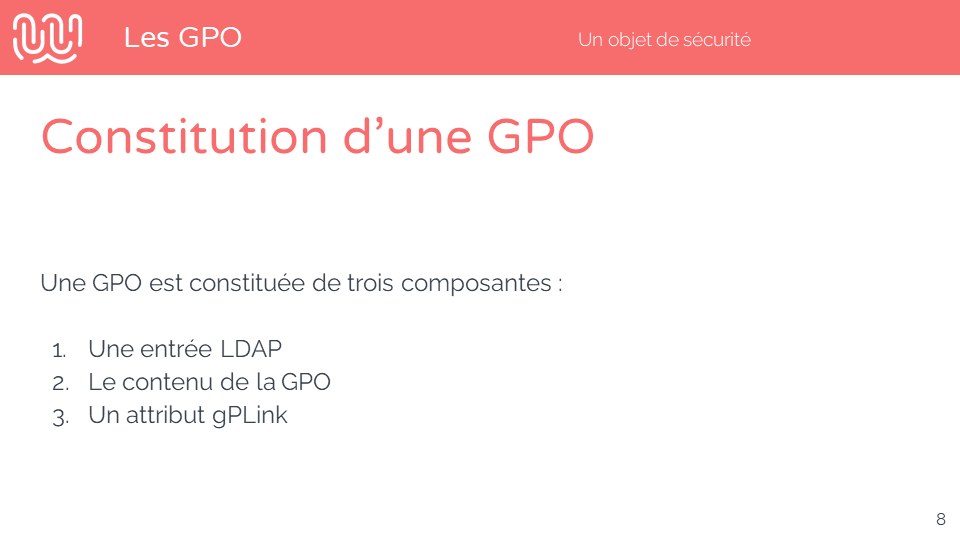 Les GPO
Un objet de sécurité
Constitution d’une GPO
Une GPO est constituée de trois composantes :
1. Une entrée LDAP
2. Le contenu de la GPO
3. Un attribut gPLink
8